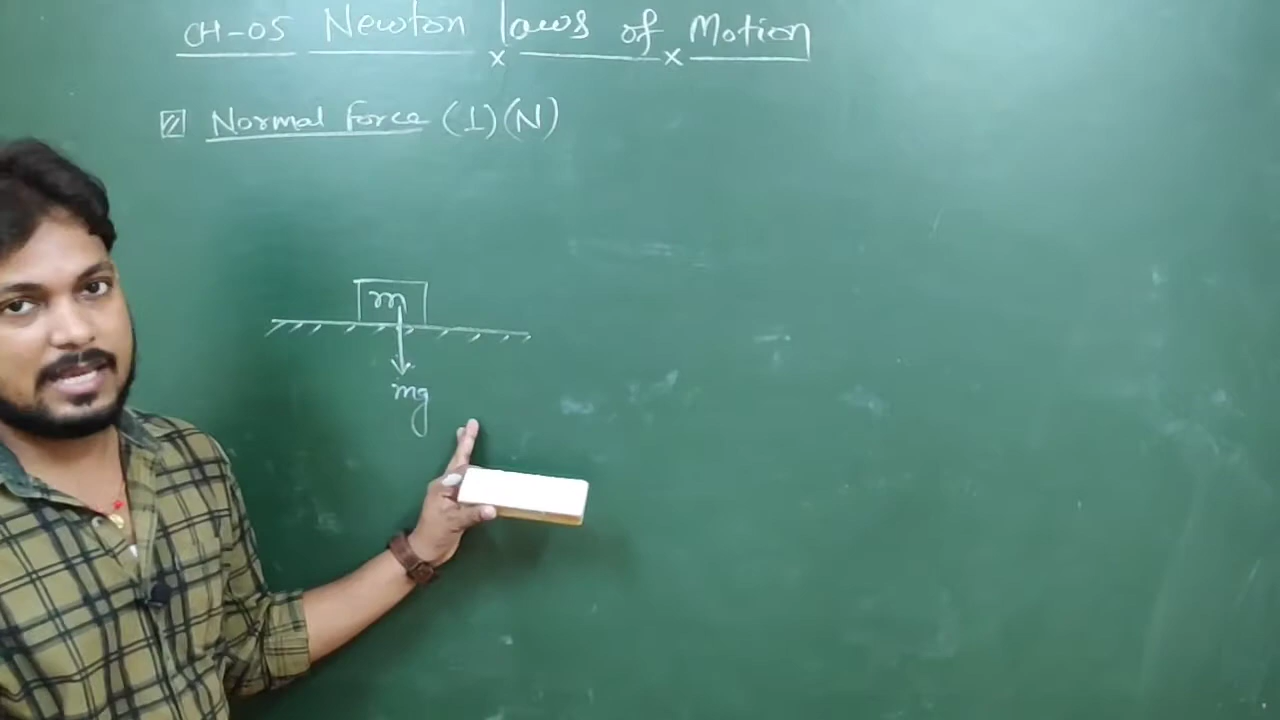 CH-05 Newton laws of Motion
Normal force (⊥)(N)
m
mg